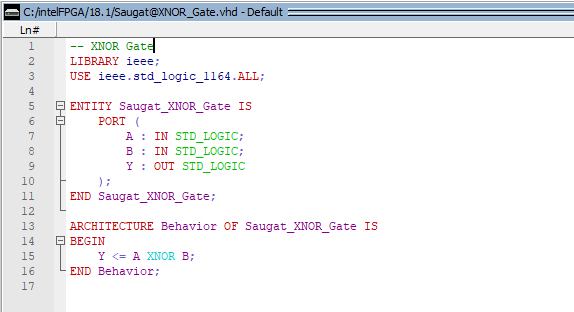 C:/intelFPGA/18.1/Saugat@XNOR_Gate.vhd - Default
Ln#
1 -- XNOR Gate
2 LIBRARY ieee;
3 USE ieee.std_logic_1164.ALL;
4
5 ENTITY Saugat_XNOR_Gate IS
6 PORT (
7 A : IN STD_LOGIC;
8 B : IN STD_LOGIC;
9 Y : OUT STD_LOGIC
10 );
11 END Saugat_XNOR_Gate;
12
13 ARCHITECTURE Behavior OF Saugat_XNOR_Gate IS
14 BEGIN
15 Y <= A XNOR B;
16 END Behavior;
17